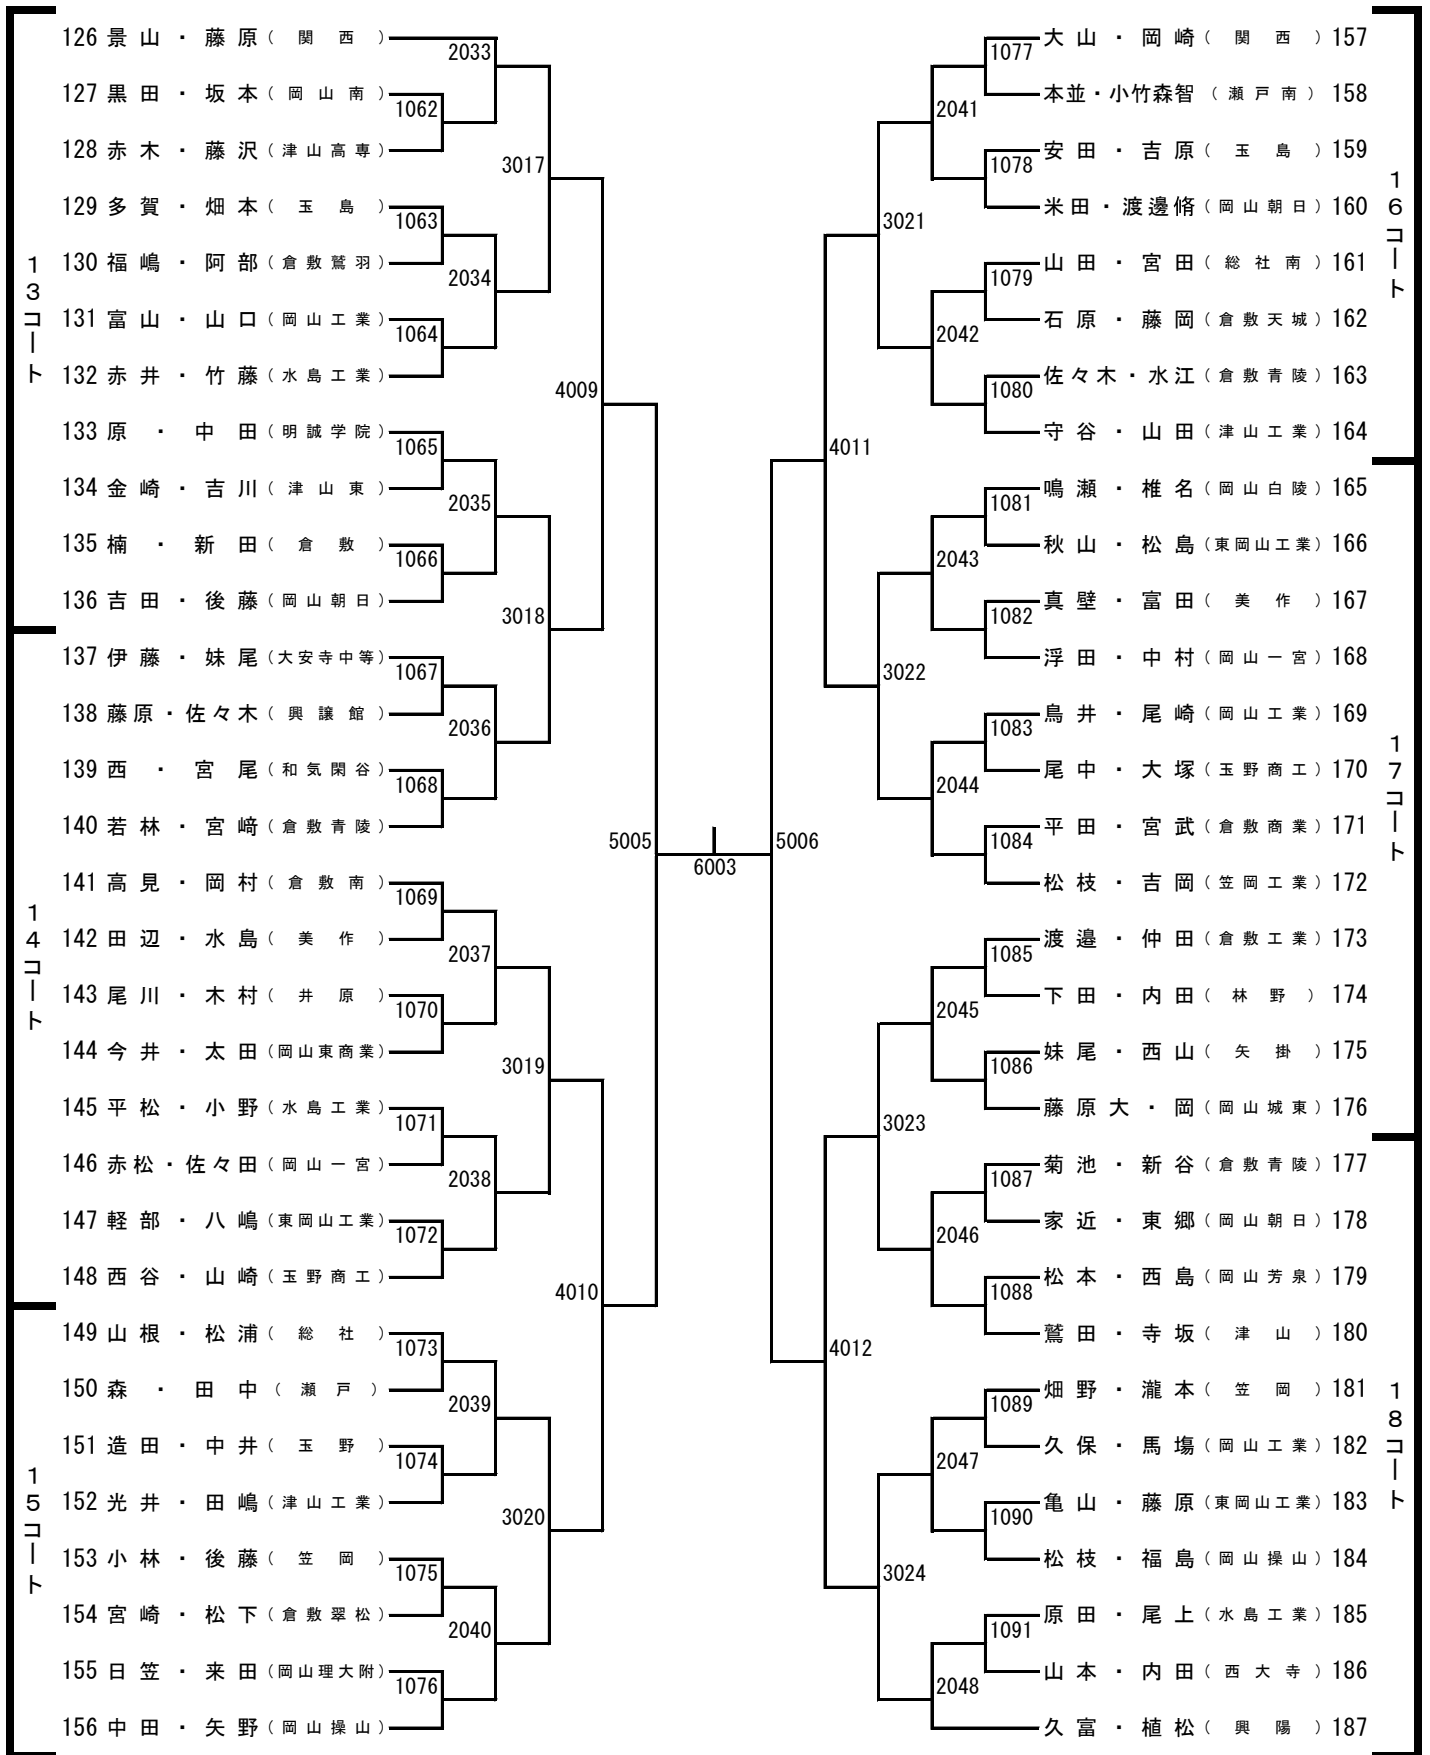 13コート
126 景山・藤原(関西)
127 黒田・坂本(岡山南)
128 赤木・藤沢(津山高専)
129 多賀・畑本(玉島)
130 福嶋・阿部(倉敷鷲羽)
131 富山・山口(岡山工業)
132 赤井・竹藤(水島工業)
133 原・中田(明誠学院)
134 金崎・吉川(津山東)
135 楠・新田(倉敷)
136 吉田・後藤(岡山朝日)
14コート
137 伊藤・妹尾(大安寺中等)
138 藤原・佐々木(興譲館)
139 西・宮尾(和気閑谷)
140 若林・宮﨑(倉敷青陵)
141 高見・岡村(倉敷南)
142 田辺・水島(美作)
143 尾川・木村(井原)
144 今井・太田(岡山東商業)
145 平松・小野(水島工業)
146 赤松・佐々田(岡山一宮)
147 軽部・八嶋(東岡山工業)
148 西谷・山崎(玉野商工)
15コート
149 山根・松浦(総社)
150 森・田中(瀬戸)
151 造田・中井(玉野)
152 光井・田嶋(津山工業)
153 小林・後藤(笠岡)
154 宮崎・松下(倉敷翠松)
155 日笠・来田(岡山理大附)
156 中田・矢野(岡山操山)
1062
1063
1064
1065
1066
1067
1068
1069
1070
1071
1072
1073
1074
1075
1076
2033
2034
2035
2036
2037
2038
2039
2040
3017
3018
3019
3020
4009
4010
5005
6003
5006
4011
4012
3021
3022
3023
3024
2041
2042
2043
2044
2045
2046
2047
2048
1077
1078
1079
1080
1081
1082
1083
1084
1085
1086
1087
1088
1089
1090
1091
16コート
大山・岡崎(関西) 157
本並・小竹森智(瀬戸南) 158
安田・吉原(玉島) 159
米田・渡邊脩(岡山朝日) 160
山田・宮田(総社南) 161
石原・藤岡(倉敷天城) 162
佐々木・水江(倉敷青陵) 163
守谷・山田(津山工業) 164
17コート
鳴瀬・椎名(岡山白陵) 165
秋山・松島(東岡山工業) 166
真壁・富田(美作) 167
浮田・中村(岡山一宮) 168
鳥井・尾崎(岡山工業) 169
尾中・大塚(玉野商工) 170
平田・宮武(倉敷商業) 171
松枝・吉岡(笠岡工業) 172
渡邉・仲田(倉敷工業) 173
下田・内田(林野) 174
妹尾・西山(矢掛) 175
藤原大・岡(岡山城東) 176
18コート
菊池・新谷(倉敷青陵) 177
家近・東郷(岡山朝日) 178
松本・西島(岡山芳泉) 179
鷲田・寺坂(津山) 180
畑野・瀧本(笠岡) 181
久保・馬塲(岡山工業) 182
亀山・藤原(東岡山工業) 183
松枝・福島(岡山操山) 184
原田・尾上(水島工業) 185
山本・内田(西大寺) 186
久富・植松(興陽) 187